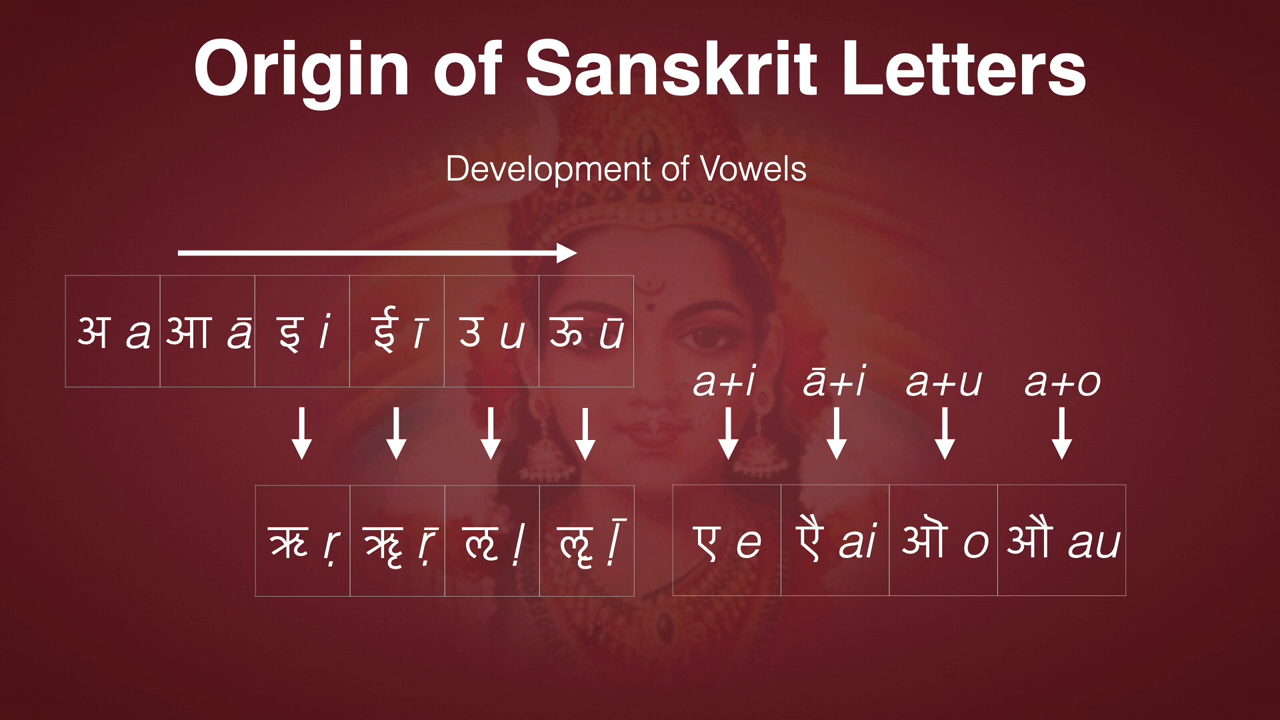 Origin of Sanskrit Letters
Development of Vowels
अ a आ ā इ i ई ī उ u ऊ ū
a+i ā+i a+u a+o
ऋ ṛ ॠ ṝ ऌ ḷ ॡ ḹ ए e ऐ ai ऒ o औ au